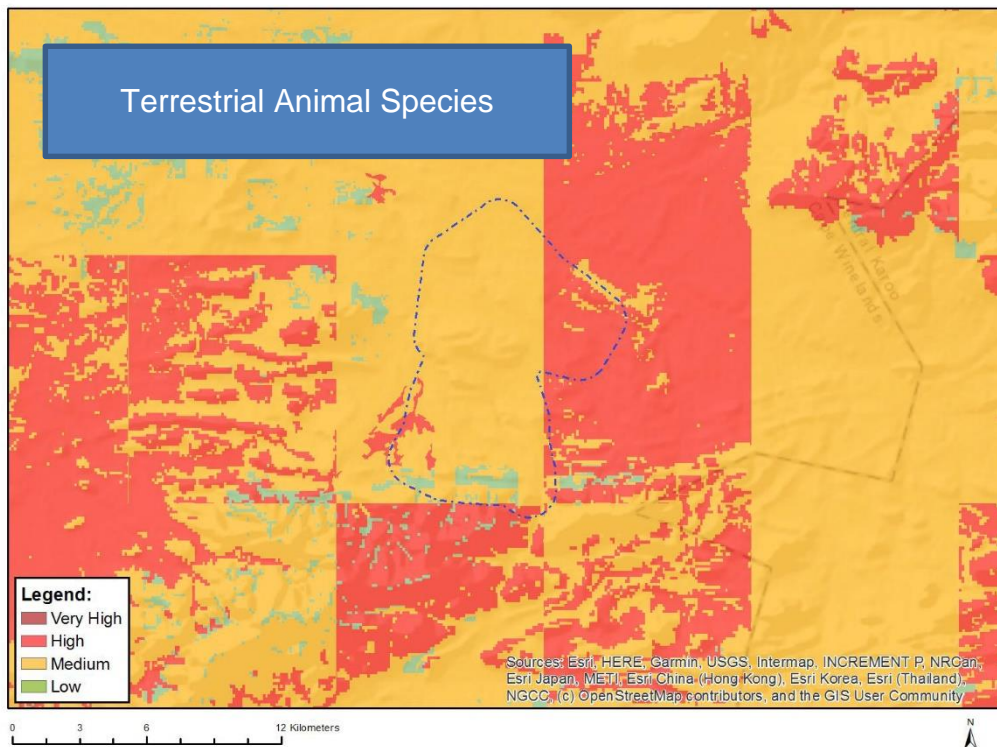 Terrestrial Animal Species
Central Karoo
Cape Winelands
Legend:
Very High
High
Medium
Low
Sources: Esri, HERE, Garmin, USGS, Intermap, INCREMENT P, NRCan,
Esri Japan, METI, Esri China (Hong Kong), Esri Korea, Esri (Thailand),
NGCC, (c) OpenStreetMap contributors, and the GIS User Community
0 3 6 12 Kilometers
N